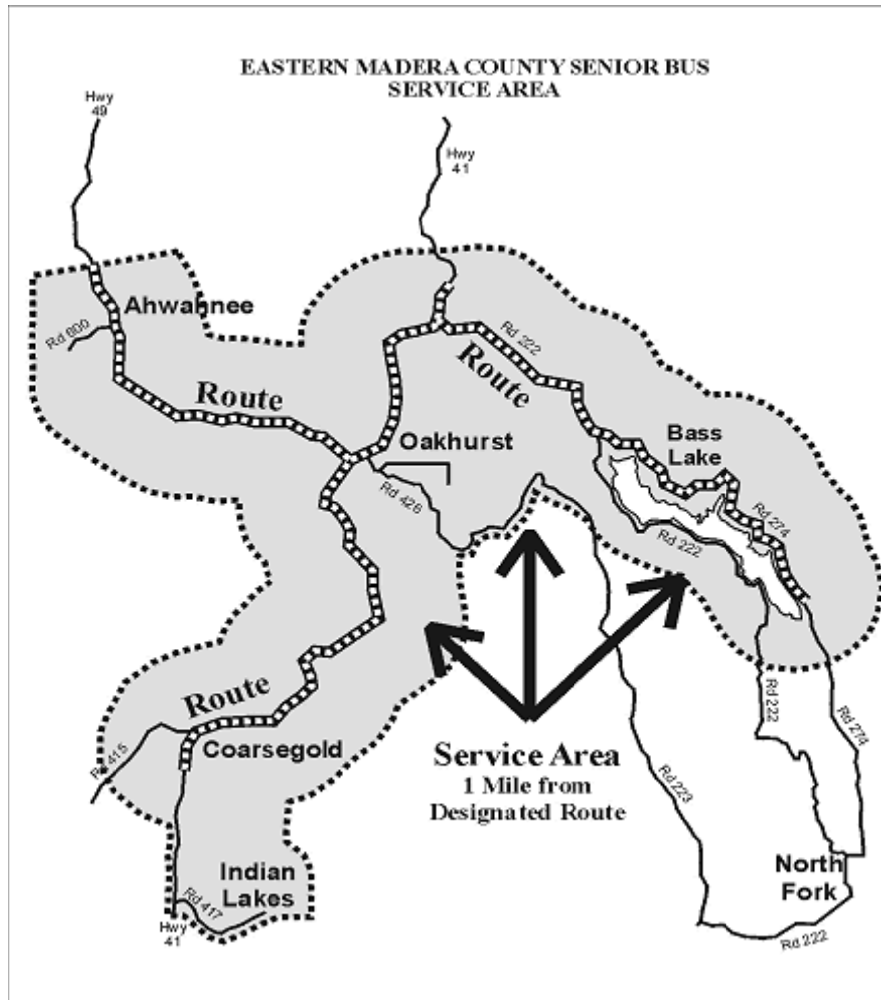 EASTERN MADERA COUNTY SENIOR BUS
SERVICE AREA
Hwy
49
Hwy
41
Ahwahnee
Rd 600
Rd 222
Route
Route
Oakhurst
Bass
Lake
Rd 426
Rd 274
Rd 222
Route
Coarsegold
Rd 415
Service Area
1 Mile from
Designated Route
Rd 222
Rd 274
Rd 223
Indian
Lakes
Rd 417
Hwy
41
North
Fork
Rd 222